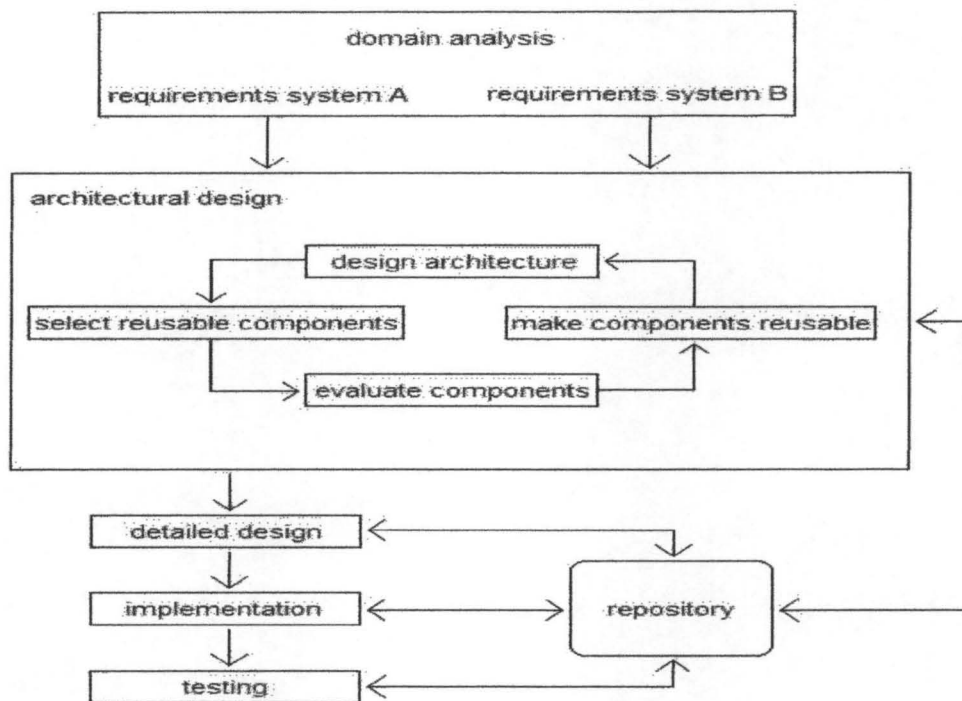 domain analysis
requirements system A requirements system B
architectural design
design architecture
select reusable components make components reusable
evaluate components
detailed design
implementation repository
testing